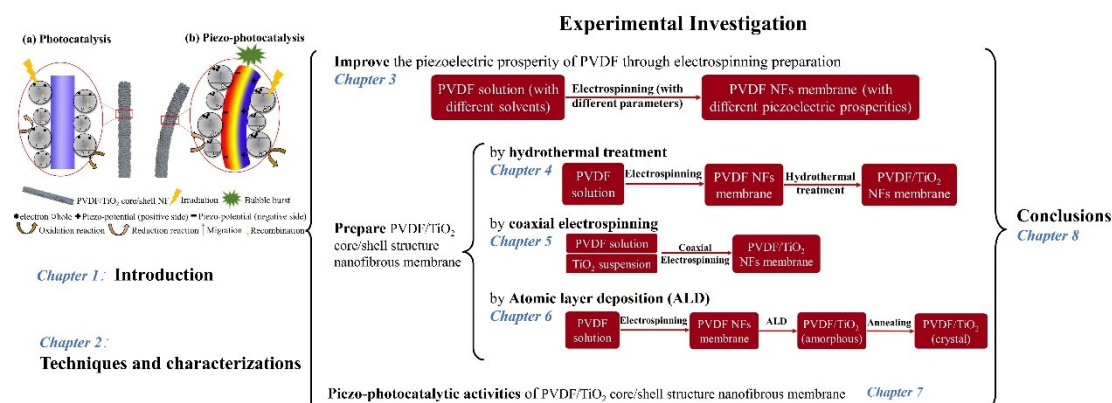 Experimental Investigation
(a) Photocatalysis
(b) Piezo-photocatalysis
PVDF/TiO₂ core/shell NF
Irradiation
Bubble burst
electron hole Piezo-potential (positive side) Piezo-potential (negative side)
Oxidation reaction Reduction reaction Migration Recombination
Chapter 1: Introduction
Chapter 2:
Techniques and characterizations
Improve the piezoelectric prosperity of PVDF through electrospinning preparation
Chapter 3
PVDF solution (with
different solvents)
Electrospinning (with
different parameters)
PVDF NFs membrane (with
different piezoelectric prosperities)
Prepare PVDF/TiO₂
core/shell structure
nanofibrous membrane
by hydrothermal treatment
Chapter 4
PVDF
solution
Electrospinning
PVDF NFs
membrane
Hydrothermal
treatment
PVDF/TiO₂
NFs membrane
by coaxial electrospinning
Chapter 5
PVDF solution
TiO₂ suspension
Coaxial
Electrospinning
PVDF/TiO₂
NFs membrane
by Atomic layer deposition (ALD)
Chapter 6
PVDF
solution
Electrospinning
PVDF NFs
membrane
ALD
PVDF/TiO₂
(amorphous)
Annealing
PVDF/TiO₂
(crystal)
Piezo-photocatalytic activities of PVDF/TiO₂ core/shell structure nanofibrous membrane Chapter 7
Conclusions
Chapter 8